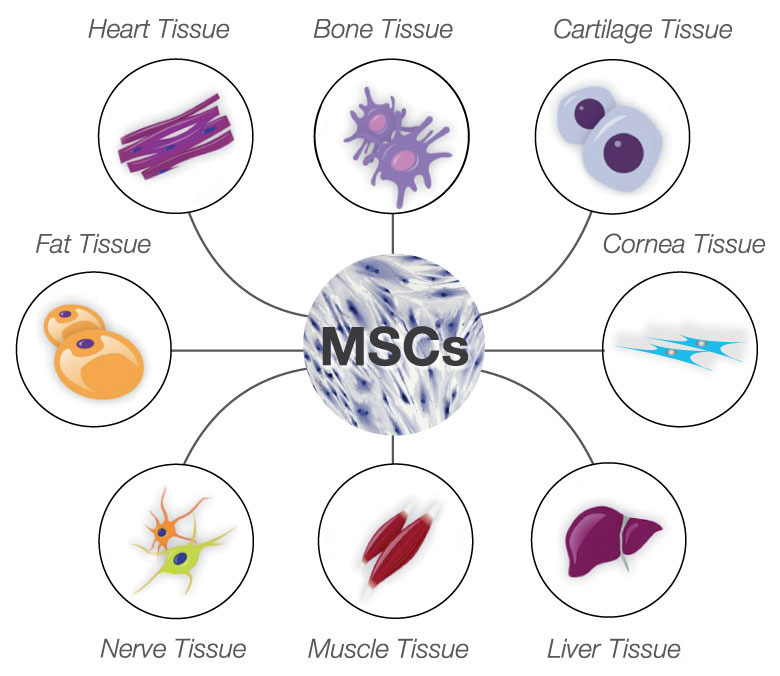 Heart Tissue
Bone Tissue
Cartilage Tissue
Fat Tissue
Cornea Tissue
MSCs
Nerve Tissue
Muscle Tissue
Liver Tissue